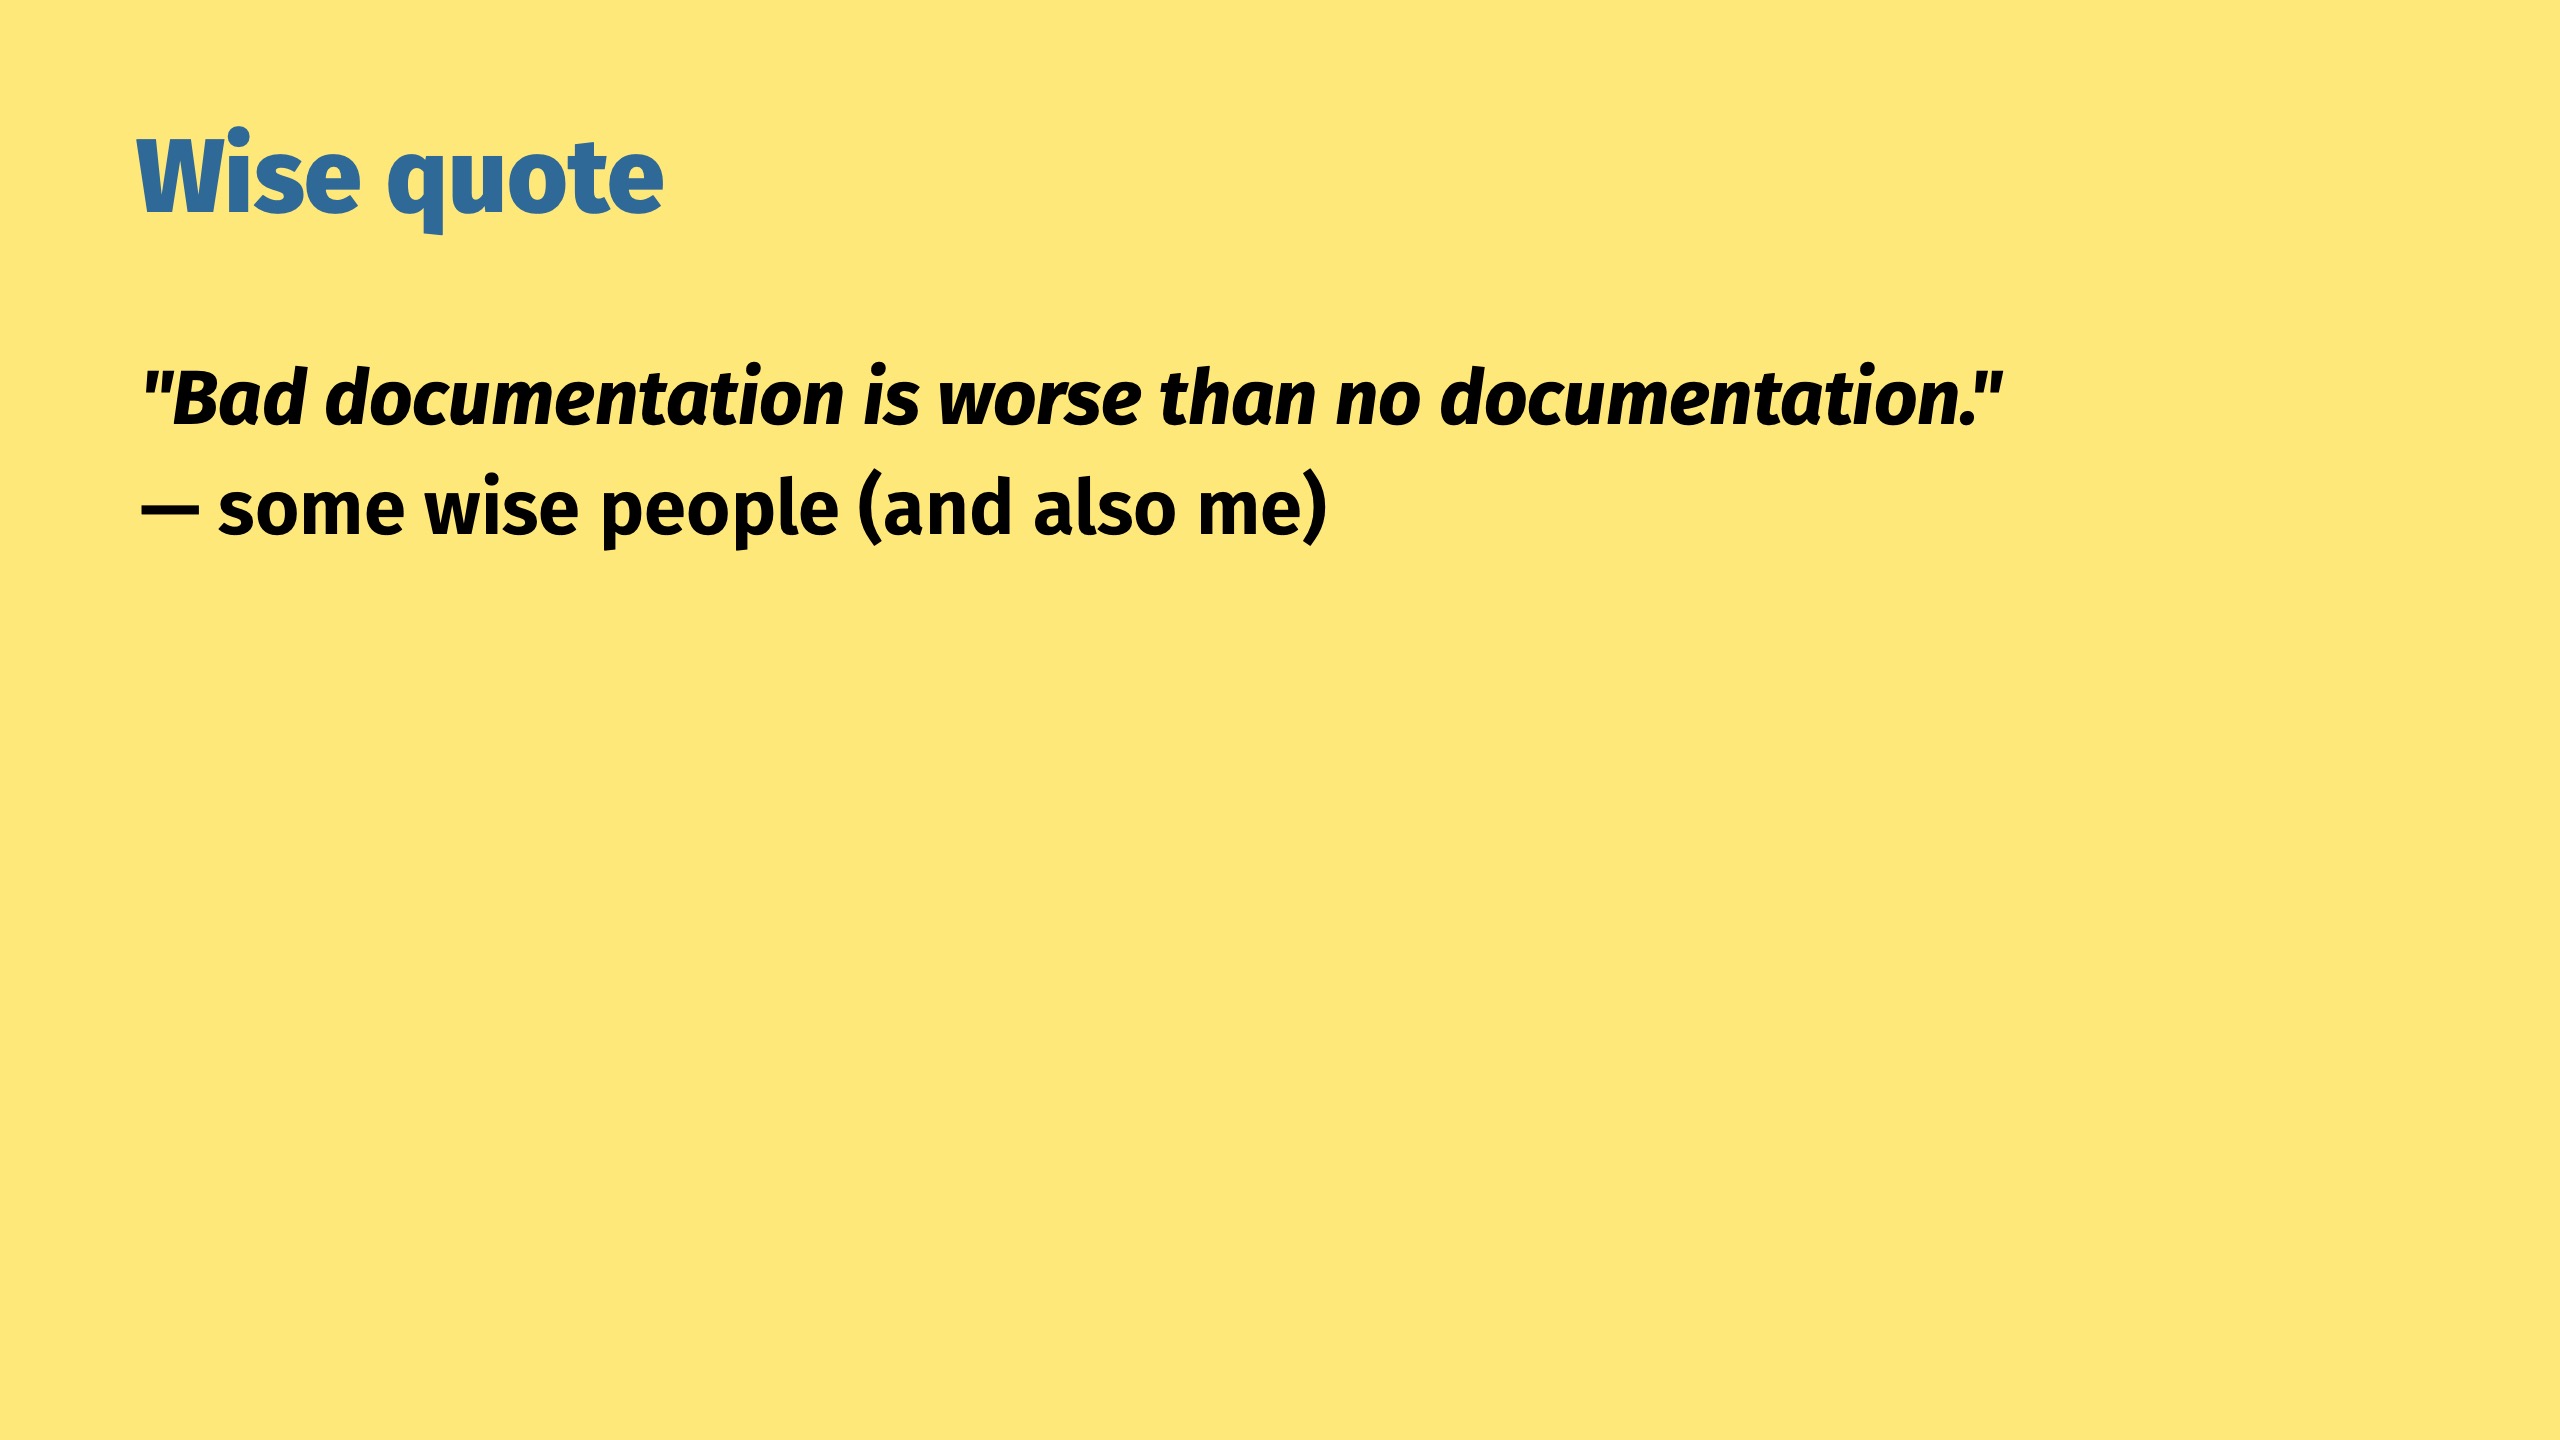 Wise quote
"Bad documentation is worse than no documentation."
— some wise people (and also me)